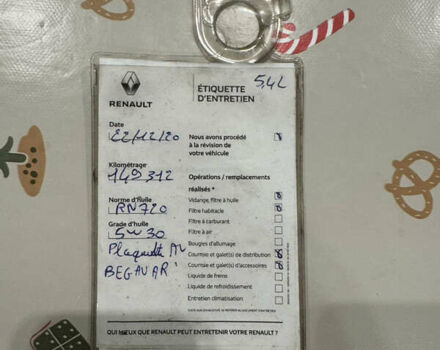 5,4L
RENAULT
ÉTIQUETTE
D'ENTRETIEN
Date
22/12/20
Nous avons procédé
à la révision de
votre véhicule
Kilométrage
149 312
Opérations / remplacements
réalisés *
Norme d'huile
RN720
Vidange, filtre à huile
Filtre habitacle
Filtre à carburant
Grade d'huile
5w30
Filtre à air
Bougies d'allumage
Plaquette AV
Courroie et galet(s) de distribution
Courroie et galet(s) d'accessoires
BEGAVAR
Liquide de freins
Liquide de refroidissement
Entretien climatisation
QUI MIEUX QUE RENAULT PEUT ENTRETENIR VOTRE RENAULT ?